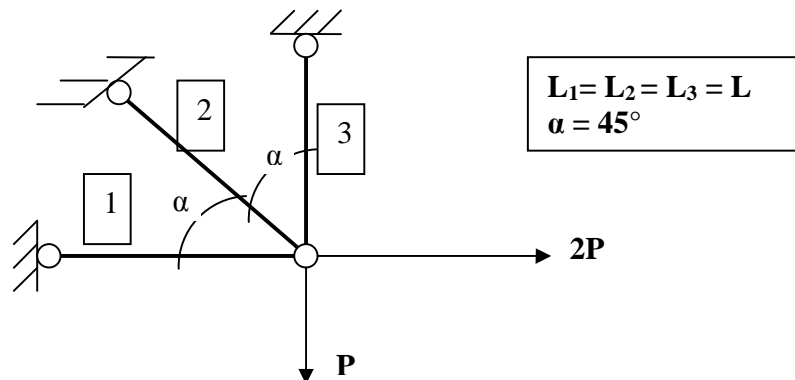 L₁= L₂ = L₃ = L
α = 45°
2
3
α
1
α
2P
P